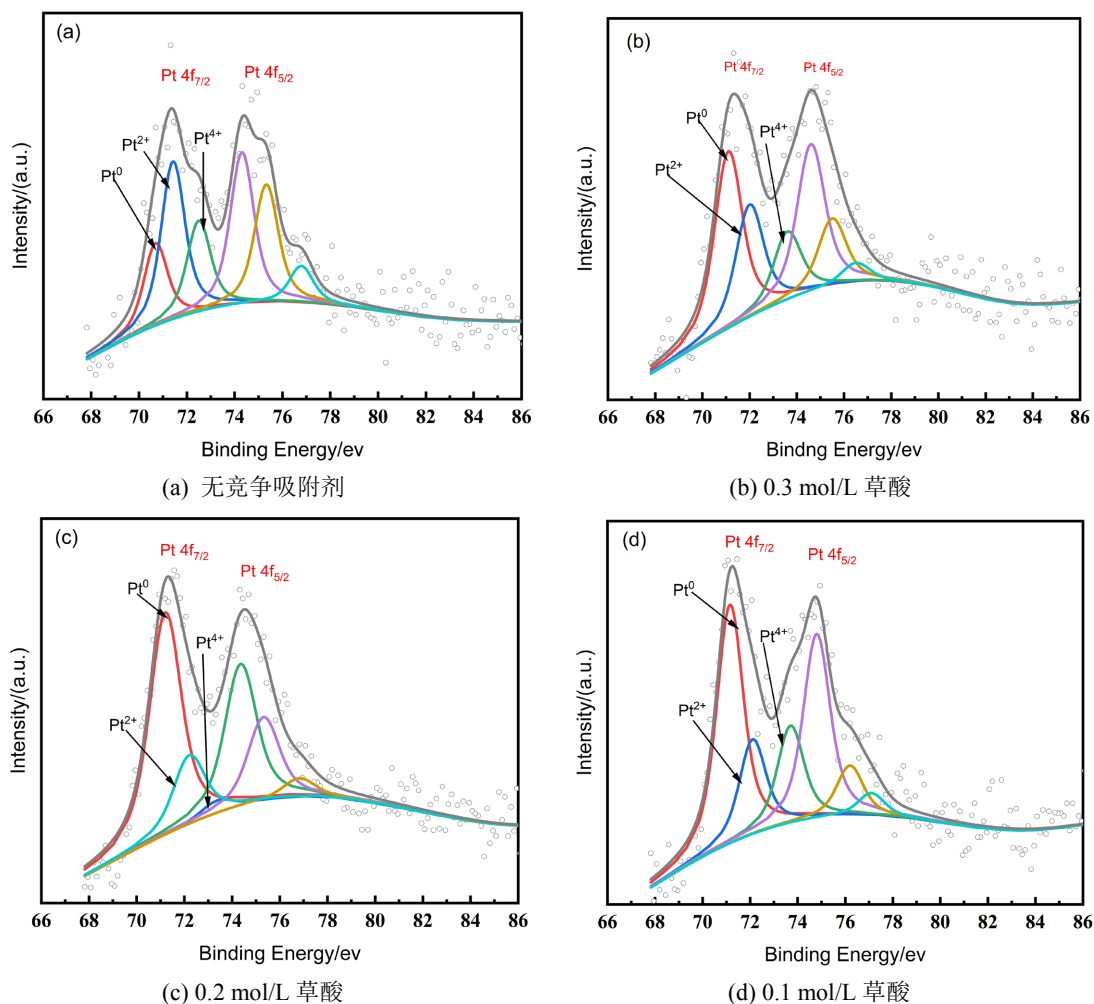 (a)
Pt 4f7/2
Pt 4f5/2
Pt0
Pt2+
Pt4+
Intensity/(a.u.)
66 68 70 72 74 76 78 80 82 84 86
Binding Energy/ev
(a) 无竞争吸附剂
(b)
Pt 4f7/2
Pt 4f5/2
Pt0
Pt4+
Pt2+
Intensity/(a.u.)
66 68 70 72 74 76 78 80 82 84 86
Bindng Energy/ev
(b) 0.3 mol/L 草酸
(c)
Pt 4f7/2
Pt 4f5/2
Pt0
Pt4+
Pt2+
Intensity/(a.u.)
66 68 70 72 74 76 78 80 82 84 86
Binding Energy/ev
(c) 0.2 mol/L 草酸
(d)
Pt 4f7/2
Pt 4f5/2
Pt0
Pt4+
Pt2+
Intensity/(a.u.)
66 68 70 72 74 76 78 80 82 84 86
Binding Energy/ev
(d) 0.1 mol/L 草酸